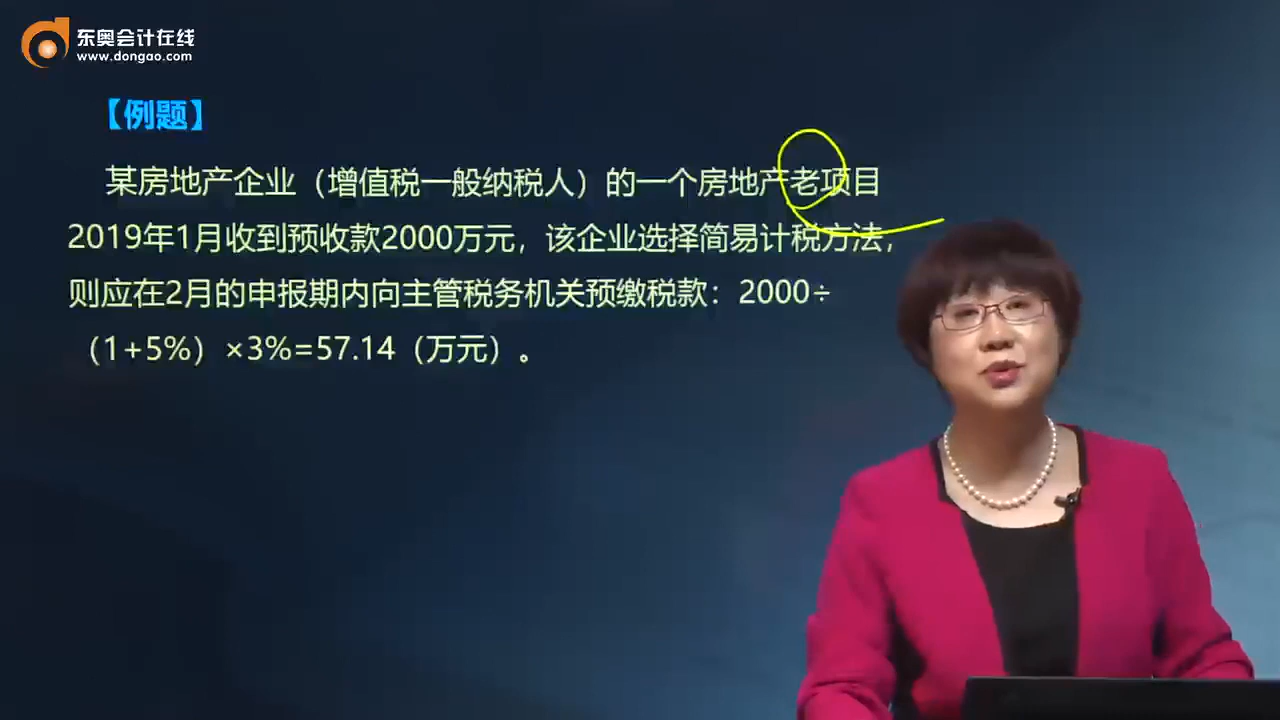 东奥会计在线
www.dongao.com
【例题】
某房地产企业（增值税一般纳税人）的一个房地产老项目
2019年1月收到预收款2000万元，该企业选择简易计税方法，
则应在2月的申报期内向主管税务机关预缴税款：2000÷
（1+5%）×3%=57.14（万元）。